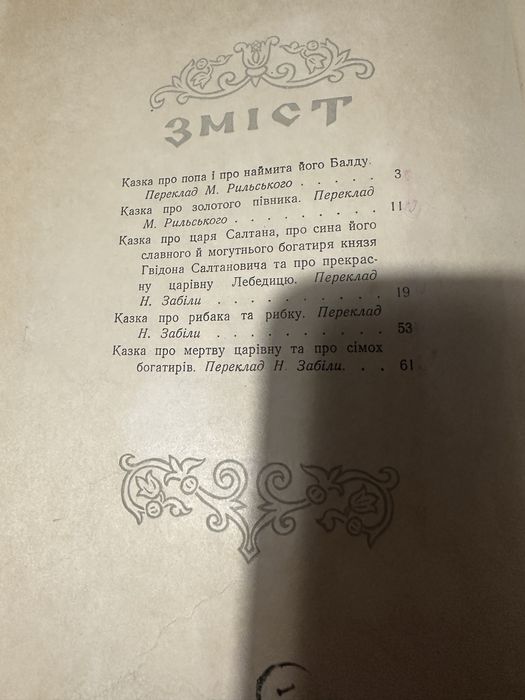 ЗМІСТ
Казка про попа і про наймита його Балду.
Переклад М. Рильського . . . . . 3
Казка про золотого півника. Переклад
М. Рильського . . . . . . . . . 11
Казка про царя Салтана, про сина його
славного й могутнього богатиря князя
Гвідона Салтановича та про прекрас-
ну царівну Лебедицю. Переклад
Н. Забіли . . . . . . . . . . 19
Казка про рибака та рибку. Переклад
Н. Забіли . . . . . . . . . . 53
Казка про мертву царівну та про сімох
богатирів. Переклад Н. Забіли. . . 61
1